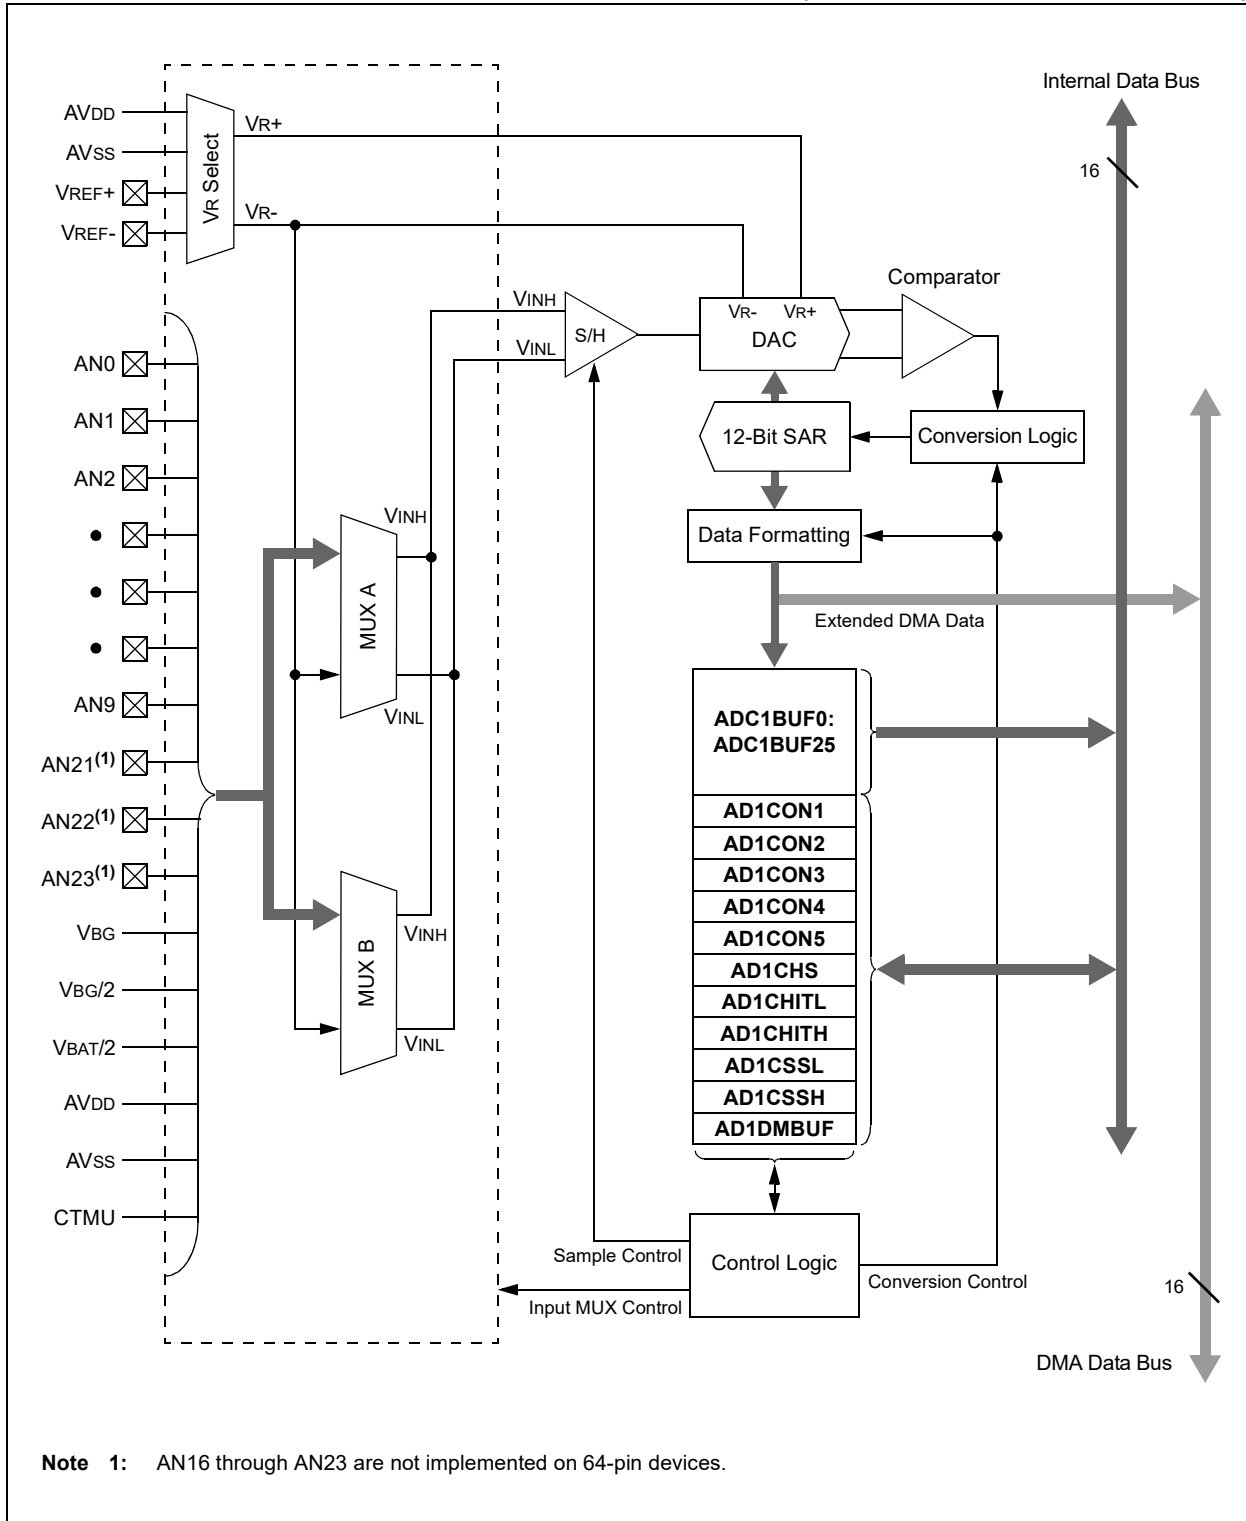 Internal Data Bus
AVDD
AVSS
VREF+
VREF-
VR Select
VR+
VR-
16
Comparator
VINH
VINL
S/H
VR- VR+
DAC
AN0
AN1
AN2
•
•
•
AN9
AN21(1)
AN22(1)
AN23(1)
VBG
VBG/2
VBAT/2
AVDD
AVSS
CTMU
12-Bit SAR
Conversion Logic
VINH
MUX A
VINL
Data Formatting
Extended DMA Data
ADC1BUF0:
ADC1BUF25
AD1CON1
AD1CON2
AD1CON3
AD1CON4
AD1CON5
AD1CHS
AD1CHITL
AD1CHITH
AD1CSSL
AD1CSSH
AD1DMBUF
MUX B
VINH
VINL
Sample Control
Control Logic
Conversion Control
Input MUX Control
16
DMA Data Bus
Note 1: AN16 through AN23 are not implemented on 64-pin devices.